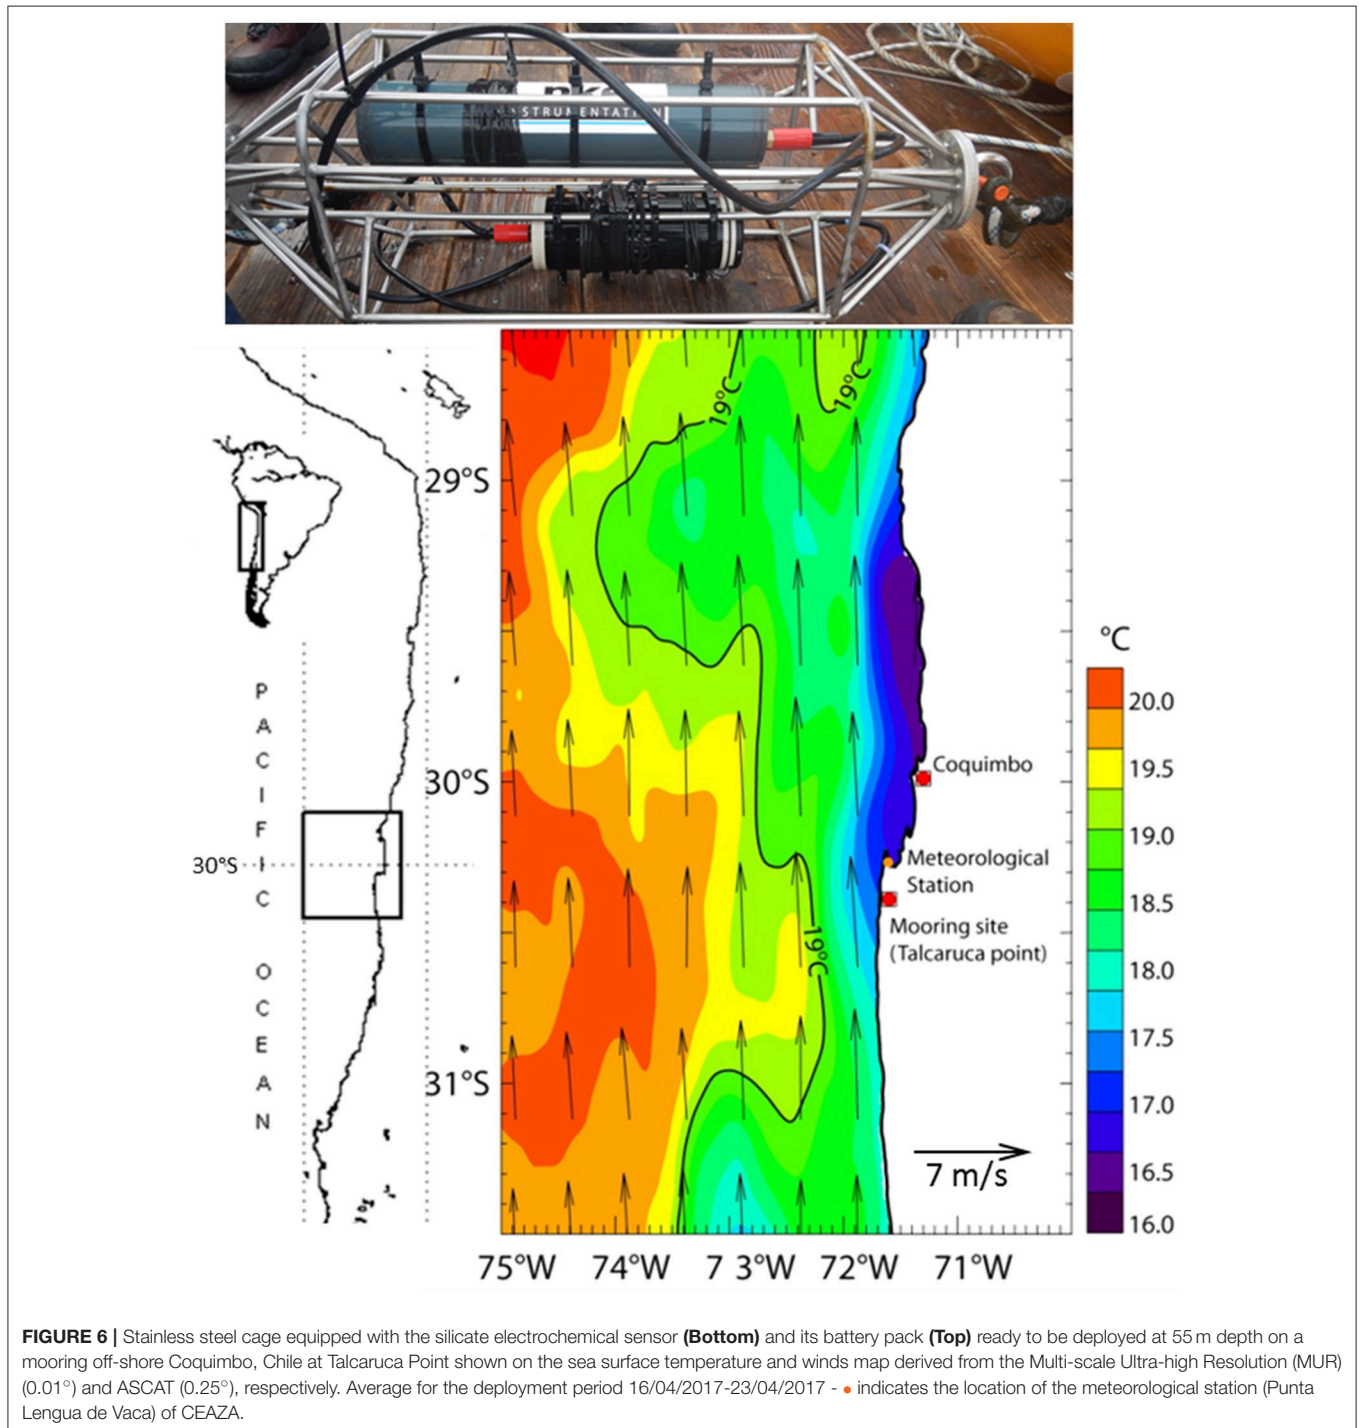 STRUMENTATION
19°C
19°C
29°S
°C
20.0
P
A
C
I
F
I
C
O
C
E
A
N
30°S
Coquimbo
19.5
19.0
30°S
Meteorological
Station
18.5
Mooring site
(Talcaruca point)
19°C
18.0
17.5
31°S
17.0
7 m/s
16.5
16.0
75°W 74°W 7 3°W 72°W 71°W
FIGURE 6 | Stainless steel cage equipped with the silicate electrochemical sensor (Bottom) and its battery pack (Top) ready to be deployed at 55 m depth on a
mooring off-shore Coquimbo, Chile at Talcaruca Point shown on the sea surface temperature and winds map derived from the Multi-scale Ultra-high Resolution (MUR)
(0.01°) and ASCAT (0.25°), respectively. Average for the deployment period 16/04/2017-23/04/2017 - • indicates the location of the meteorological station (Punta
Lengua de Vaca) of CEAZA.